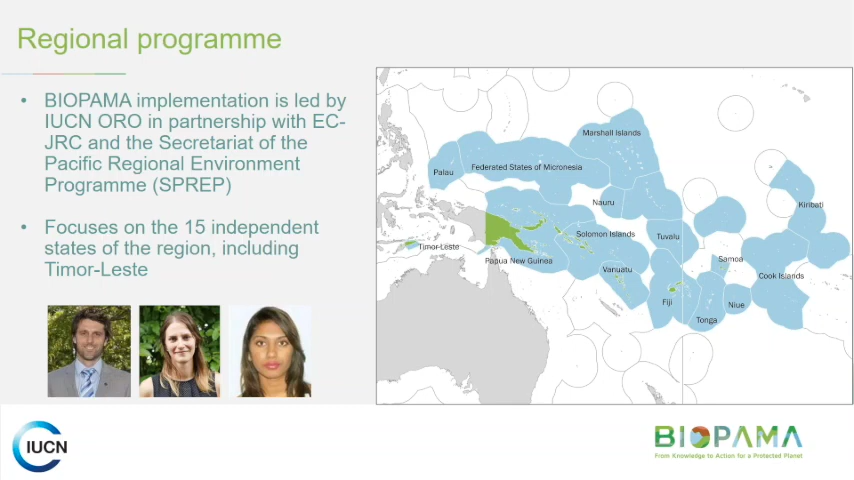 Regional programme
• BIOPAMA implementation is led by
IUCN ORO in partnership with EC-
JRC and the Secretariat of the
Pacific Regional Environment
Programme (SPREP)
• Focuses on the 15 independent
states of the region, including
Timor-Leste
Marshall Islands
Palau
Federated States of Micronesia
Nauru
Kiribati
Timor-Leste
Papua New Guinea
Solomon Islands
Tuvalu
Vanuatu
Samoa
Cook Islands
Fiji
Niue
Tonga
IUCN
BIOPAMA
From Knowledge to Action for a Protected Planet